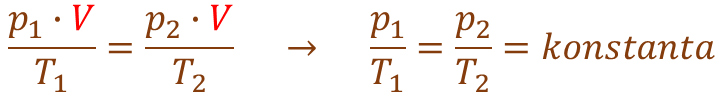 p₁ · V / T₁ = p₂ · V / T₂ → p₁ / T₁ = p₂ / T₂ = konstanta